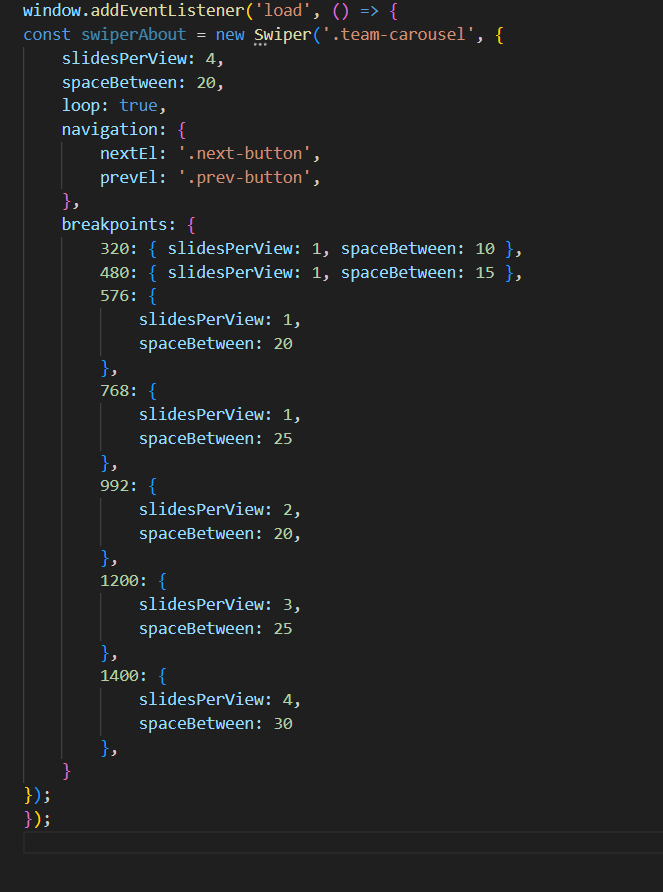 window.addEventListener('load', () => {
const swiperAbout = new Swiper('.team-carousel', {
    slidesPerView: 4,
    spaceBetween: 20,
    loop: true,
    navigation: {
        nextEl: '.next-button',
        prevEl: '.prev-button',
    },
    breakpoints: {
        320: { slidesPerView: 1, spaceBetween: 10 },
        480: { slidesPerView: 1, spaceBetween: 15 },
        576: {
            slidesPerView: 1,
            spaceBetween: 20
        },
        768: {
            slidesPerView: 1,
            spaceBetween: 25
        },
        992: {
            slidesPerView: 2,
            spaceBetween: 20,
        },
        1200: {
            slidesPerView: 3,
            spaceBetween: 25
        },
        1400: {
            slidesPerView: 4,
            spaceBetween: 30
        },
    }
});
});